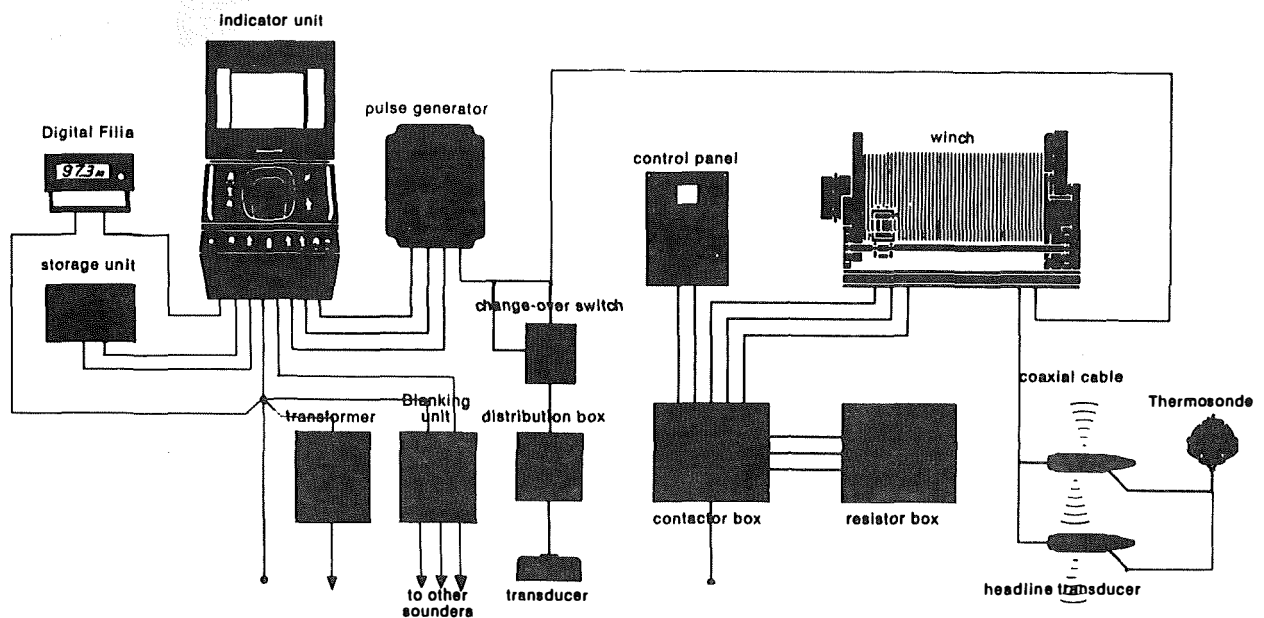 indicator unit
pulse generator
Digital Filia
97.3 m
winch
control panel
storage unit
change-over switch
coaxial cable
Thermosonde
transformer
Blanking
unit
distribution box
contactor box
resistor box
to other
sounders
transducer
headline transducer